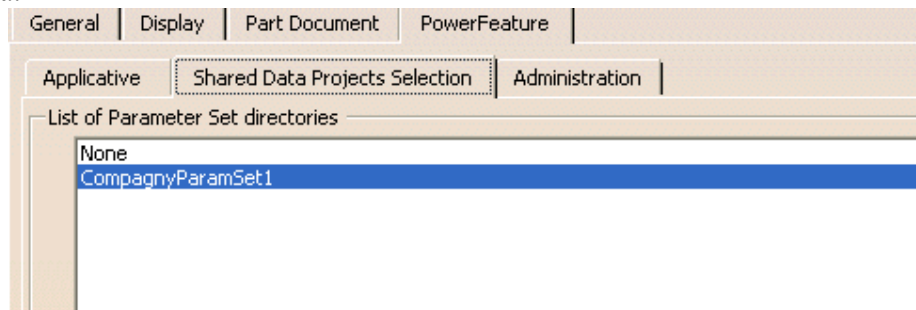 General Display Part Document PowerFeature
Applicative Shared Data Projects Selection Administration
List of Parameter Set directories
None
CompagnyParamSet1